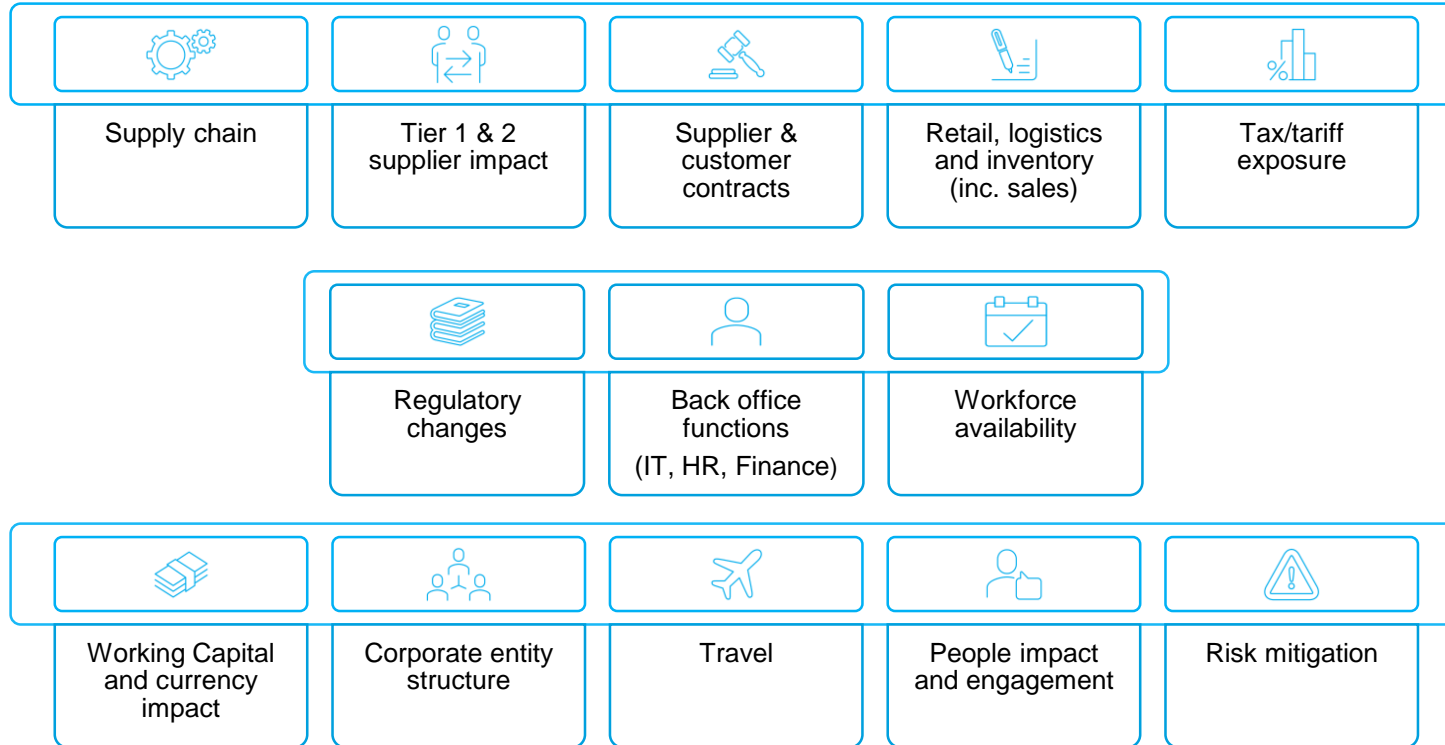 %
Supply chain
Tier 1 & 2
supplier impact
Supplier &
customer
contracts
Retail, logistics
and inventory
(inc. sales)
Tax/tariff
exposure
Regulatory
changes
Back office
functions
(IT, HR, Finance)
Workforce
availability
Working Capital
and currency
impact
Corporate entity
structure
Travel
People impact
and engagement
Risk mitigation